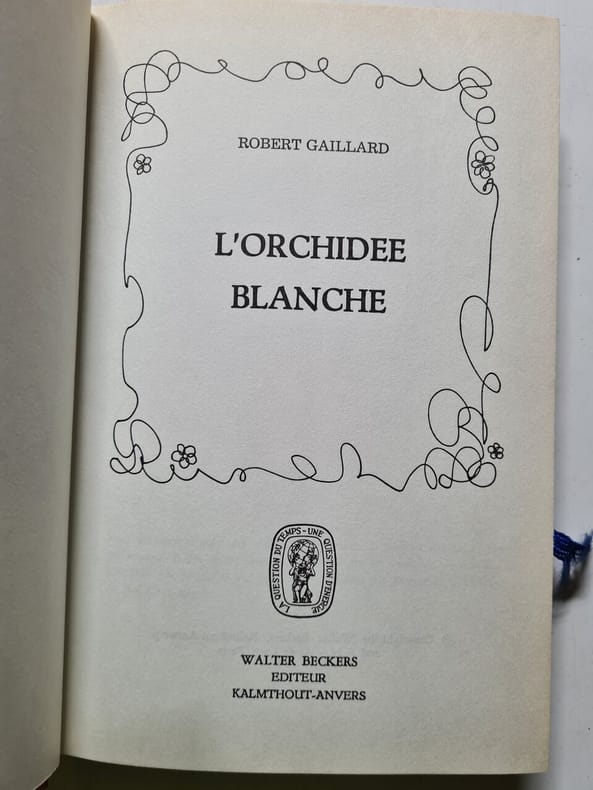 ROBERT GAILLARD
L'ORCHIDEE
BLANCHE
LA QUESTION DU TEMPS - UNE QUESTION D'ENERGIE
WALTER BECKERS
EDITEUR
KALMTHOUT-ANVERS